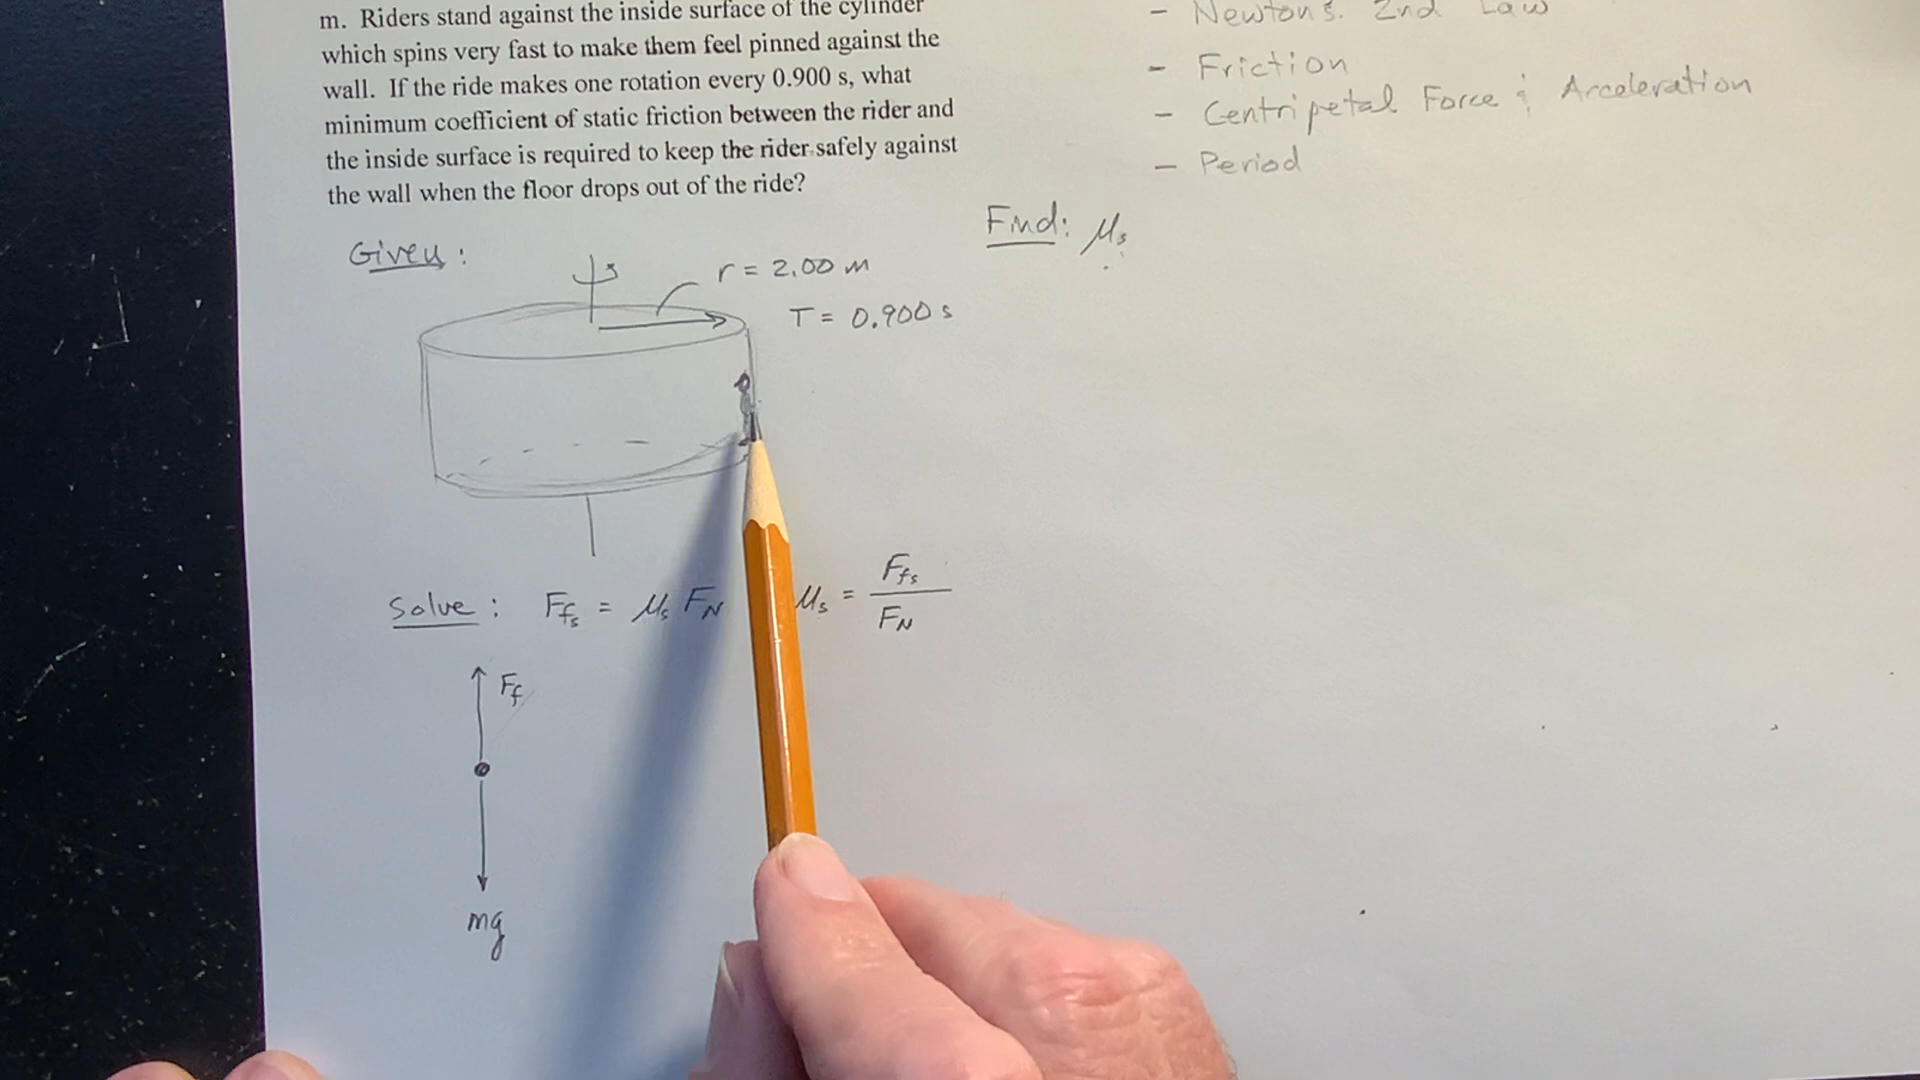 m. Riders stand against the inside surface of the cylinder
which spins very fast to make them feel pinned against the
wall. If the ride makes one rotation every 0.900 s, what
minimum coefficient of static friction between the rider and
the inside surface is required to keep the rider safely against
the wall when the floor drops out of the ride?
- Newton's. 2nd Law
- Friction
- Centripetal Force & Acceleration
- Period
Find: μs
Given:
r = 2.00 m
T = 0.900 s
Solve: Ffs = μs FN
μs = Ffs / FN
Ff
mg